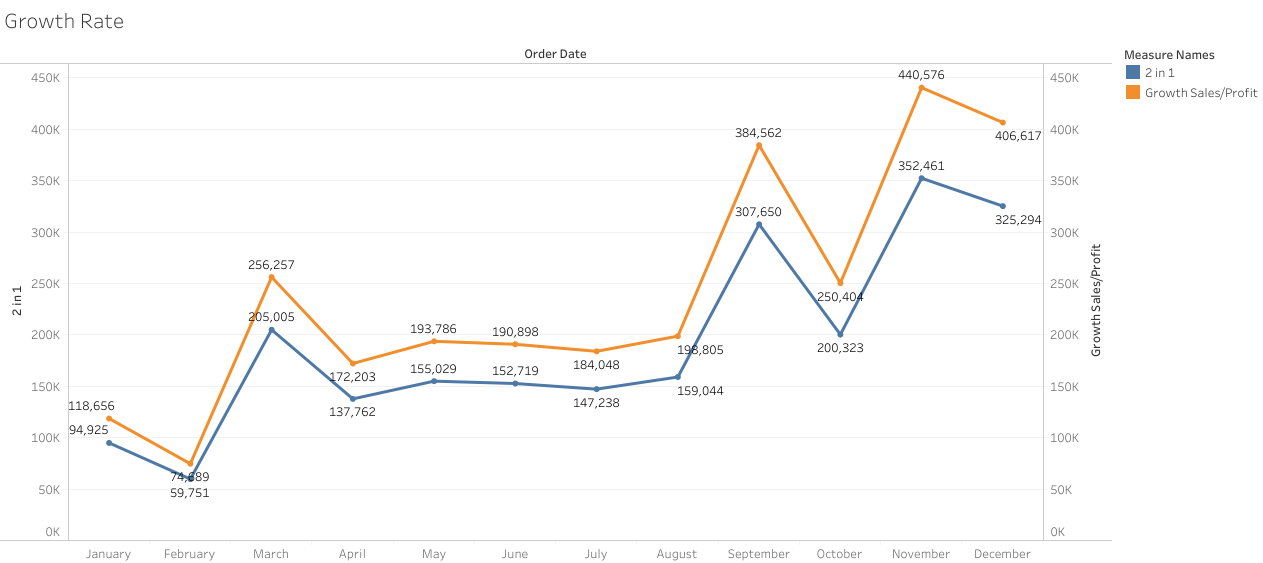 Growth Rate
Order Date
Measure Names
2 in 1
Growth Sales/Profit
2 in 1
450K
400K
350K
300K
250K
200K
150K
100K
50K
0K
118,656
94,925
74,689
59,751
256,257
205,005
172,203
137,762
193,786
155,029
190,898
152,719
184,048
147,238
198,805
159,044
384,562
307,650
250,404
200,323
440,576
352,461
406,617
325,294
450K
400K
350K
300K
250K
200K
150K
100K
50K
0K
Growth Sales/Profit
January February March April May June July August September October November December